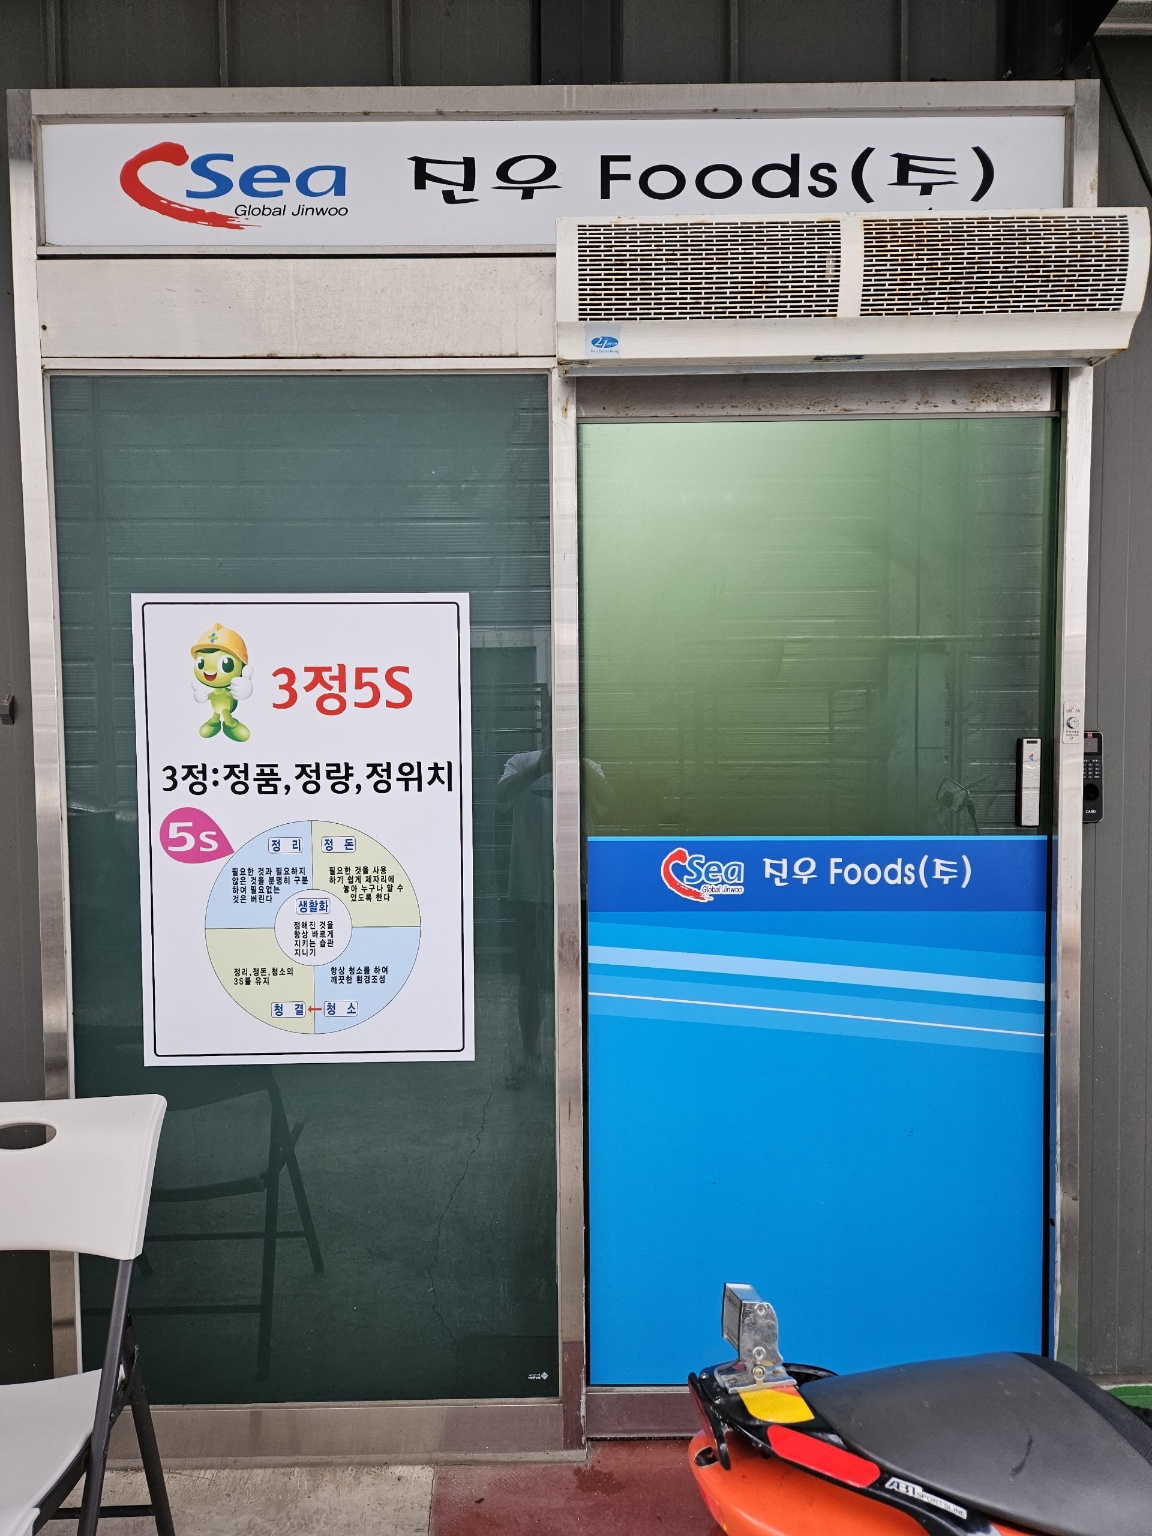 Sea
Global Jinwoo
진우 Foods(주)
3정5S
3정:정품,정량,정위치
5S
정 리
필요한 것과 필요하지
않은 것을 분명히 구분
하여 필요없는
것은 버린다
정 돈
필요한 것을 사용
하기 쉽게 제자리에
놓아 누구나 알 수
있도록 한다
생활화
정해진 것을
항상 바르게
지키는 습관
지니기
정리,정돈,청소의
3S를 유지
청 결
항상 청소를 하여
깨끗한 환경조성
청 소
Sea
Global Jinwoo
진우 Foods(주)
CARD